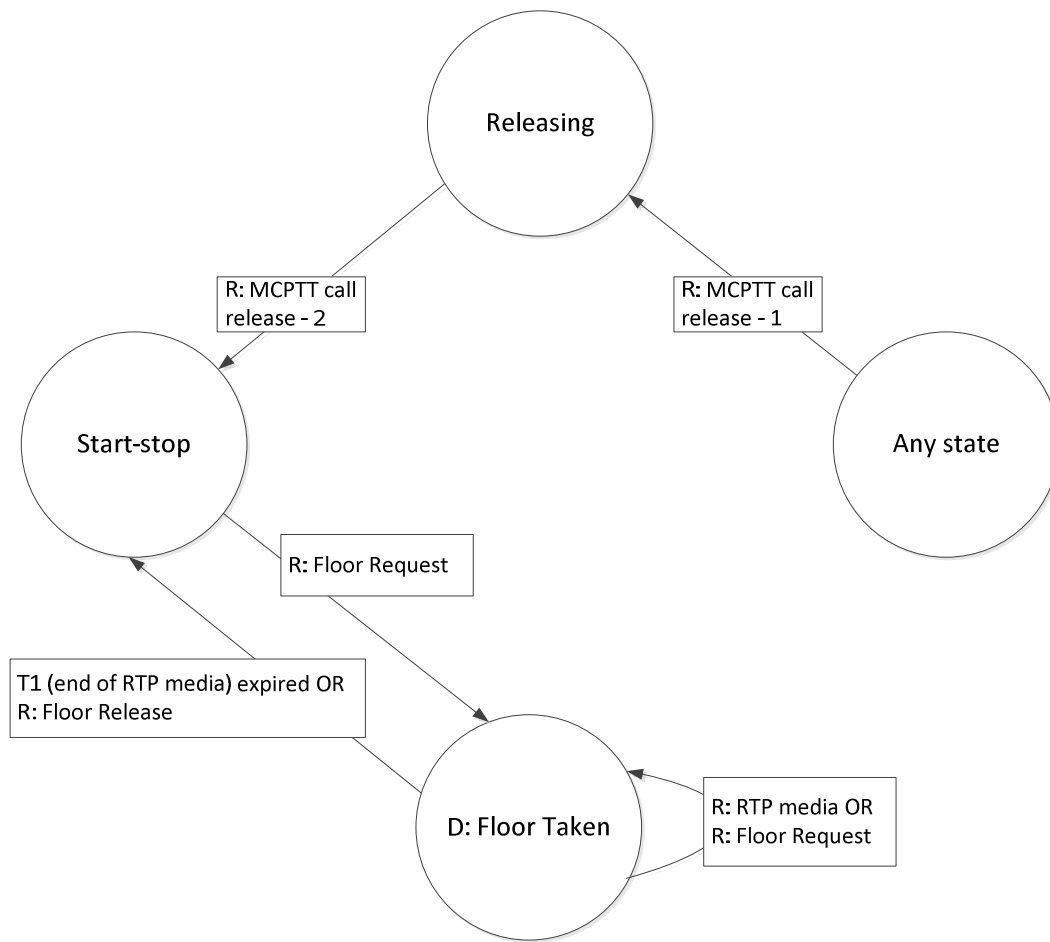 Releasing
R: MCPTT call
release - 2
R: MCPTT call
release - 1
Start-stop
Any state
R: Floor Request
T1 (end of RTP media) expired OR
R: Floor Release
D: Floor Taken
R: RTP media OR
R: Floor Request